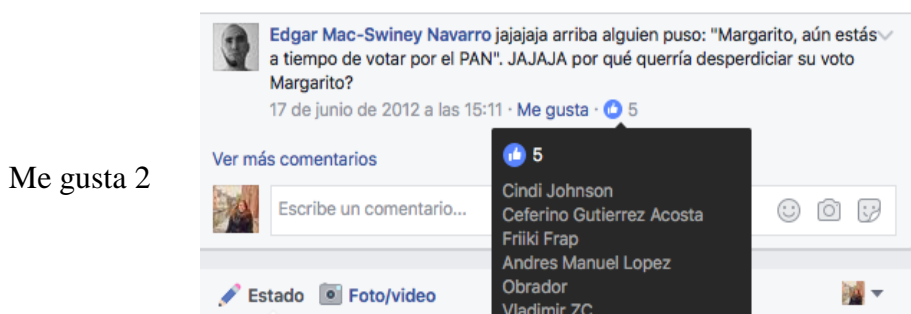 Edgar Mac-Swiney Navarro jajajaja arriba alguien puso: "Margarito, aún estás
a tiempo de votar por el PAN". JAJAJA por qué querría desperdiciar su voto
Margarito?
17 de junio de 2012 a las 15:11 · Me gusta · 5
Ver más comentarios
5
Me gusta 2
Cindi Johnson
Escribe un comentario...
Ceferino Gutierrez Acosta
Friiki Frap
Andres Manuel Lopez
Obrador
Estado Foto/video
Vladimir ZC